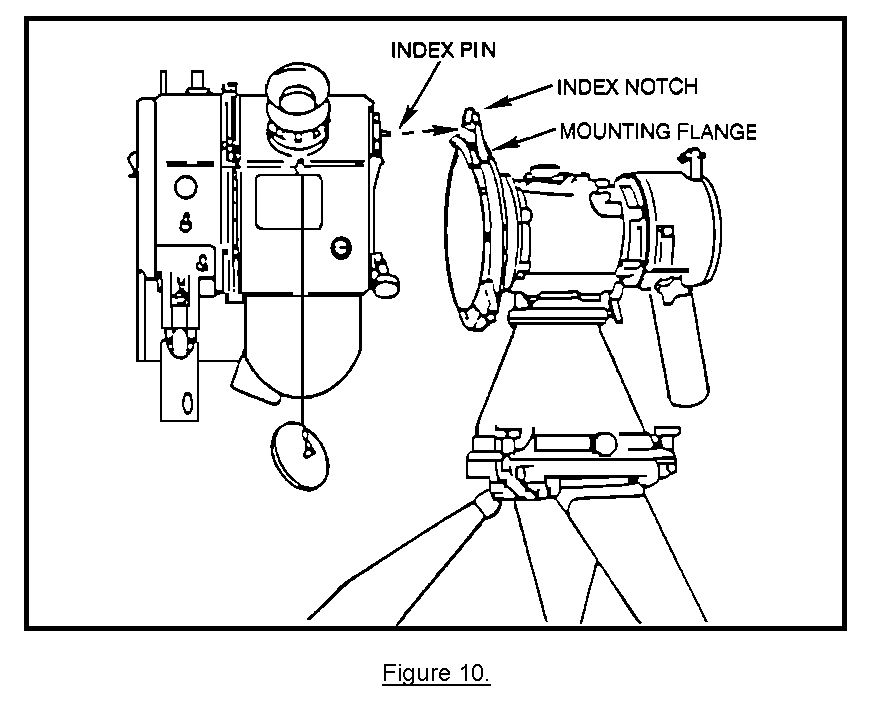 INDEX PIN
INDEX NOTCH
MOUNTING FLANGE
Figure 10.